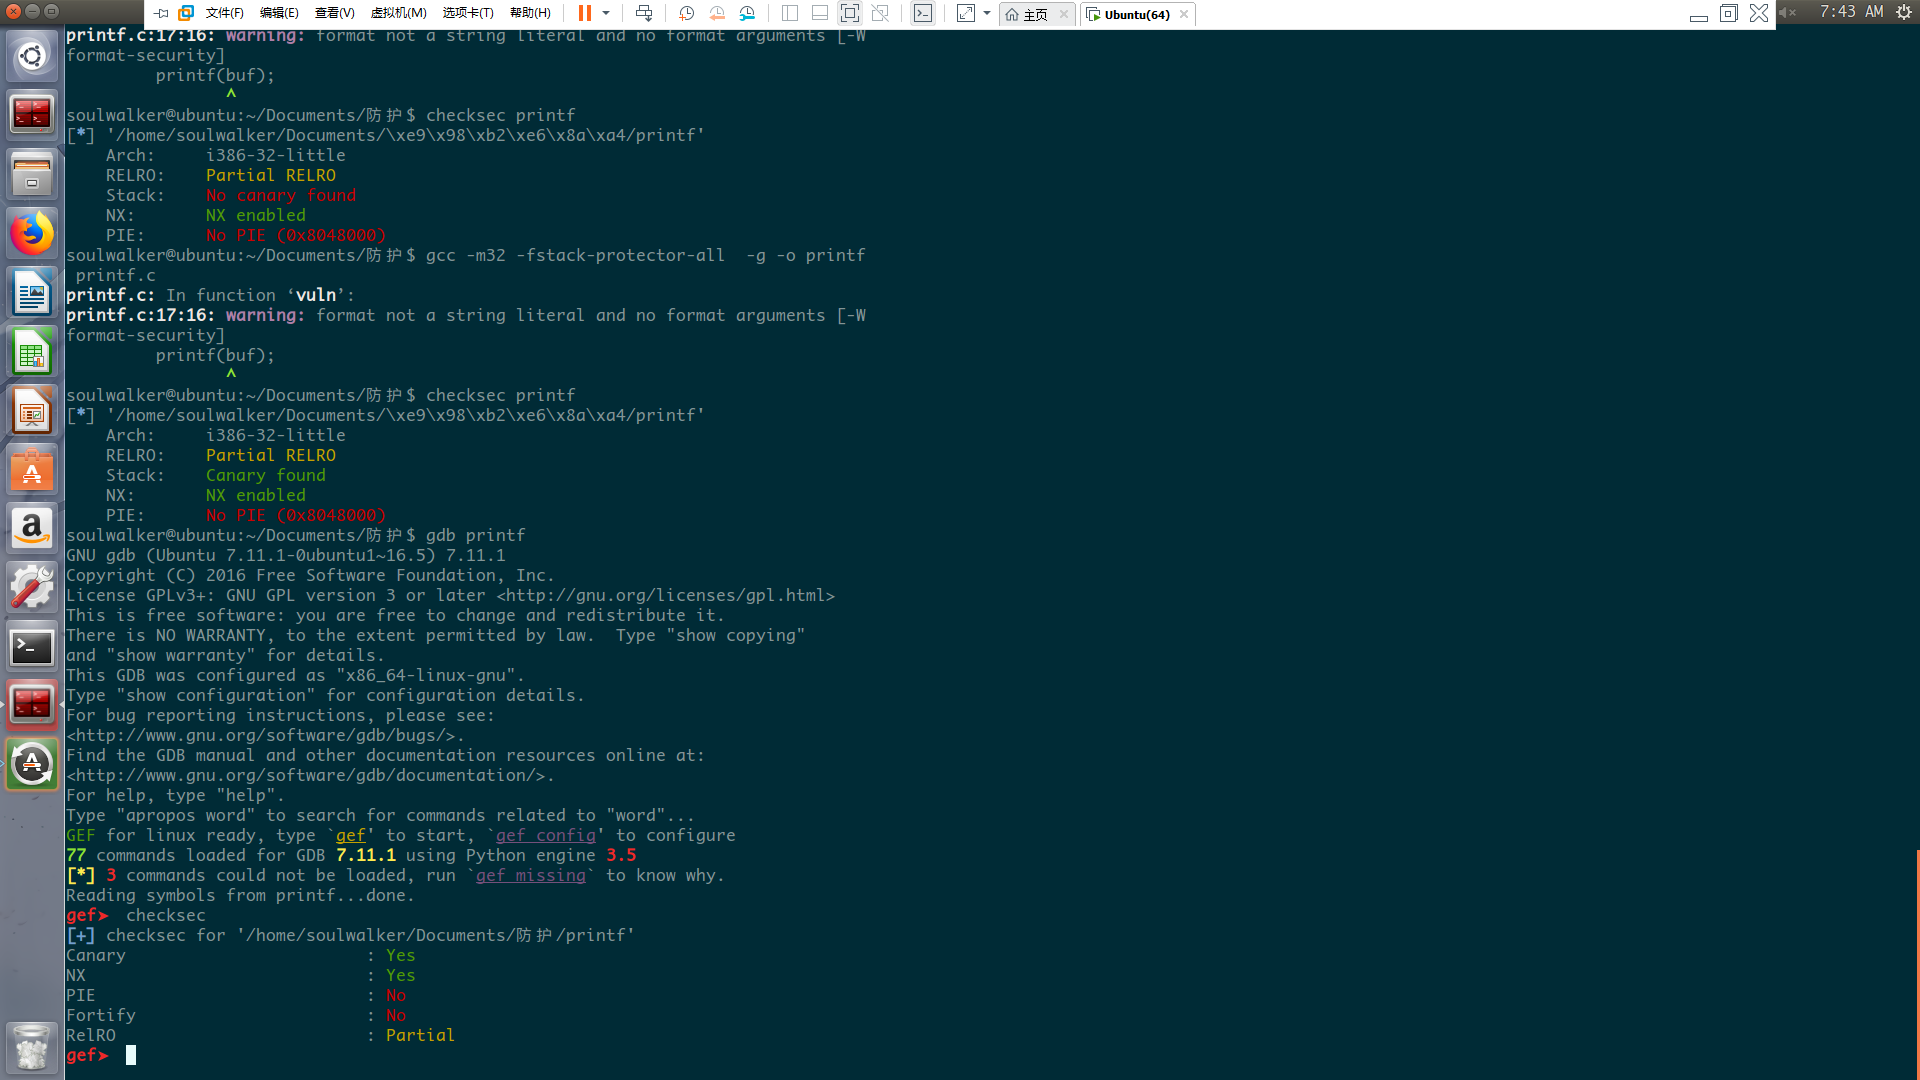 文件(F) 编辑(E) 查看(V) 虚拟机(M) 选项卡(T) 帮助(H) 主页 Ubuntu(64) 7:43 AM
printf.c:17:16: warning: format not a string literal and no format arguments [-W
format-security]
printf(buf);
^
soulwalker@ubuntu:~/Documents/防护$ checksec printf
[*] '/home/soulwalker/Documents/\xe9\x98\xb2\xe6\x8a\xa4/printf'
Arch: i386-32-little
RELRO: Partial RELRO
Stack: No canary found
NX: NX enabled
PIE: No PIE (0x8048000)
soulwalker@ubuntu:~/Documents/防护$ gcc -m32 -fstack-protector-all  -g -o printf
printf.c
printf.c: In function ‘vuln’:
printf.c:17:16: warning: format not a string literal and no format arguments [-W
format-security]
printf(buf);
^
soulwalker@ubuntu:~/Documents/防护$ checksec printf
[*] '/home/soulwalker/Documents/\xe9\x98\xb2\xe6\x8a\xa4/printf'
Arch: i386-32-little
RELRO: Partial RELRO
Stack: Canary found
NX: NX enabled
PIE: No PIE (0x8048000)
soulwalker@ubuntu:~/Documents/防护$ gdb printf
GNU gdb (Ubuntu 7.11.1-0ubuntu1~16.5) 7.11.1
Copyright (C) 2016 Free Software Foundation, Inc.
License GPLv3+: GNU GPL version 3 or later <http://gnu.org/licenses/gpl.html>
This is free software: you are free to change and redistribute it.
There is NO WARRANTY, to the extent permitted by law.  Type "show copying"
and "show warranty" for details.
This GDB was configured as "x86_64-linux-gnu".
Type "show configuration" for configuration details.
For bug reporting instructions, please see:
<http://www.gnu.org/software/gdb/bugs/>.
Find the GDB manual and other documentation resources online at:
<http://www.gnu.org/software/gdb/documentation/>.
For help, type "help".
Type "apropos word" to search for commands related to "word"...
GEF for linux ready, type `gef' to start, `gef config' to configure
77 commands loaded for GDB 7.11.1 using Python engine 3.5
[*] 3 commands could not be loaded, run `gef missing` to know why.
Reading symbols from printf...done.
gef➤  checksec
[+] checksec for '/home/soulwalker/Documents/防护/printf'
Canary : Yes
NX : Yes
PIE : No
Fortify : No
RelRO : Partial
gef➤